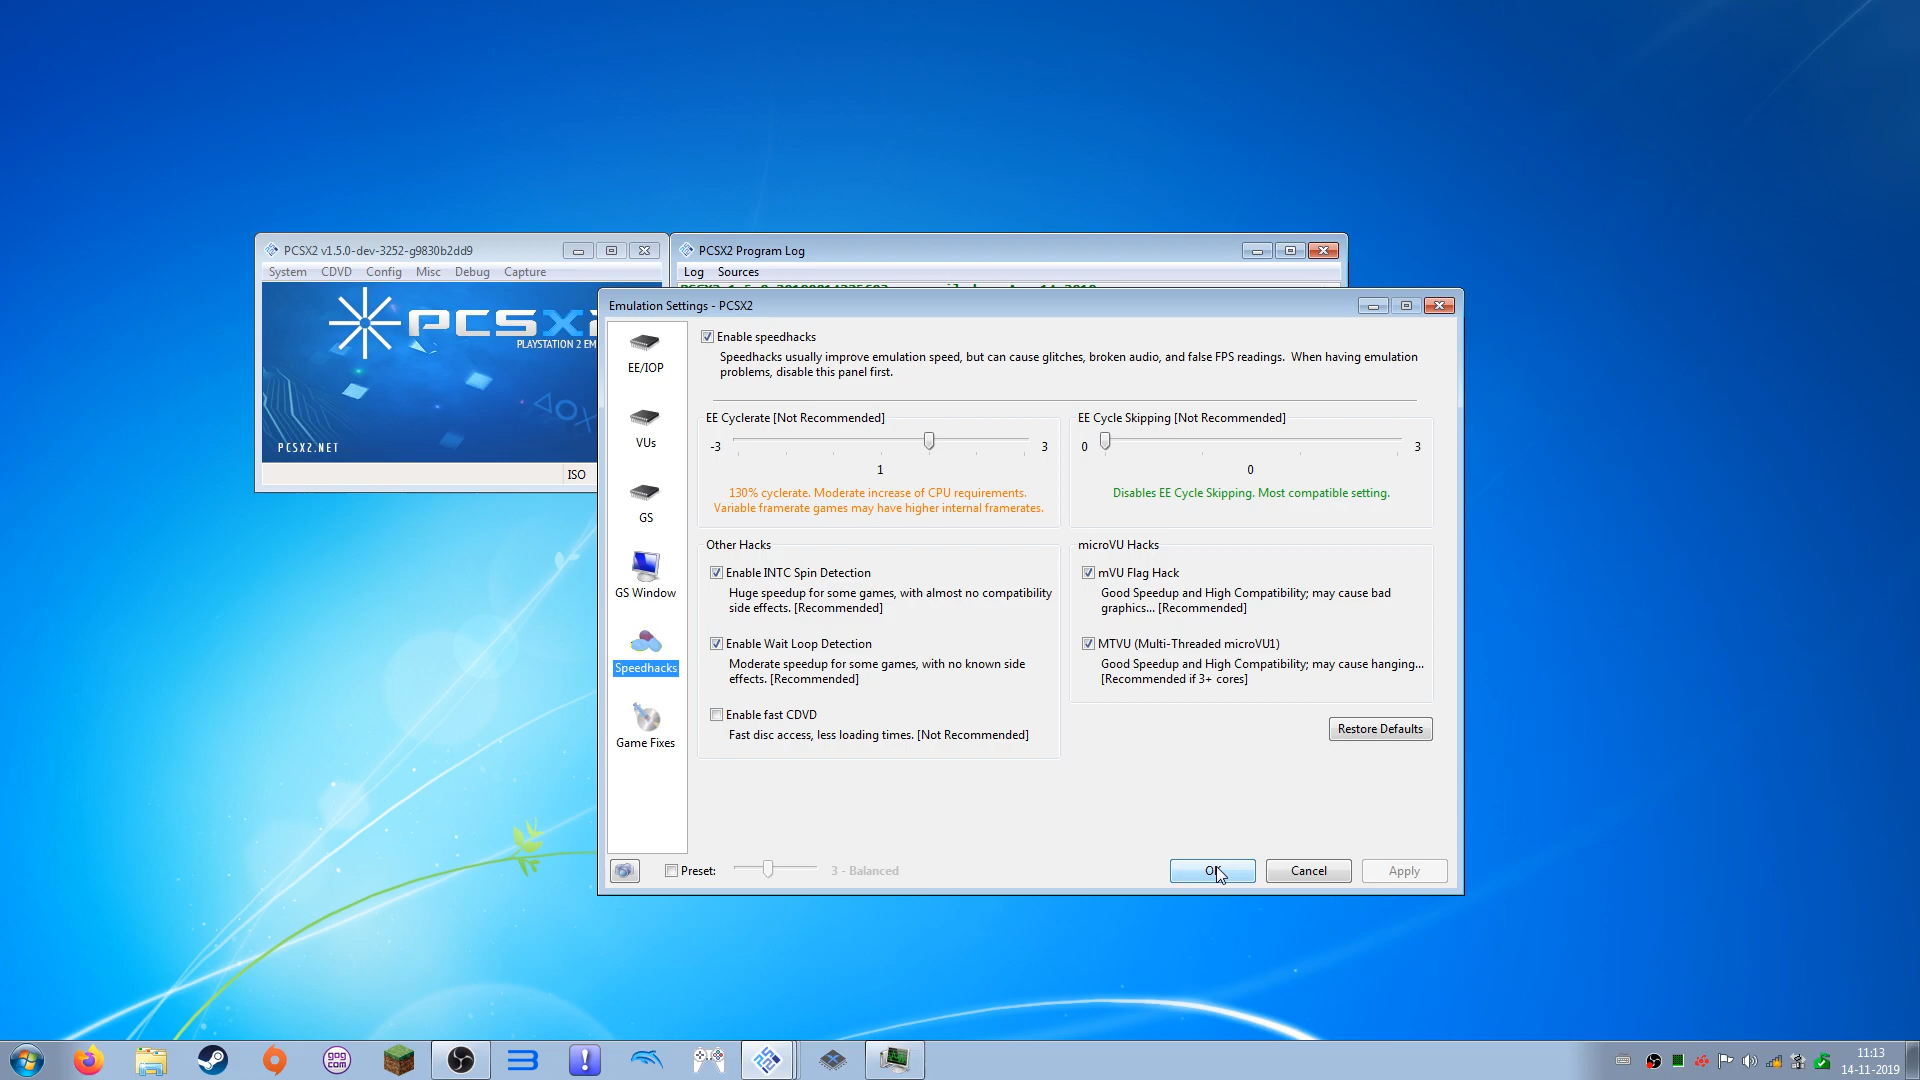 PCSX2 v1.5.0-dev-3252-g9830b2dd9
System CDVD Config Misc Debug Capture
PCSX2
PLAYSTATION 2 EM
PCSX2.NET
ISO
PCSX2 Program Log
Log Sources
Emulation Settings - PCSX2
EE/IOP
VUs
GS
GS Window
Speedhacks
Game Fixes
Enable speedhacks
Speedhacks usually improve emulation speed, but can cause glitches, broken audio, and false FPS readings. When having emulation
problems, disable this panel first.
EE Cyclerate [Not Recommended]
-3 3
1
130% cyclerate. Moderate increase of CPU requirements.
Variable framerate games may have higher internal framerates.
EE Cycle Skipping [Not Recommended]
0 3
0
Disables EE Cycle Skipping. Most compatible setting.
Other Hacks
Enable INTC Spin Detection
Huge speedup for some games, with almost no compatibility
side effects. [Recommended]
Enable Wait Loop Detection
Moderate speedup for some games, with no known side
effects. [Recommended]
Enable fast CDVD
Fast disc access, less loading times. [Not Recommended]
microVU Hacks
mVU Flag Hack
Good Speedup and High Compatibility; may cause bad
graphics... [Recommended]
MTVU (Multi-Threaded microVU1)
Good Speedup and High Compatibility; may cause hanging...
[Recommended if 3+ cores]
Restore Defaults
Preset: 3 - Balanced
OK Cancel Apply
gog
com
11:13
14-11-2019